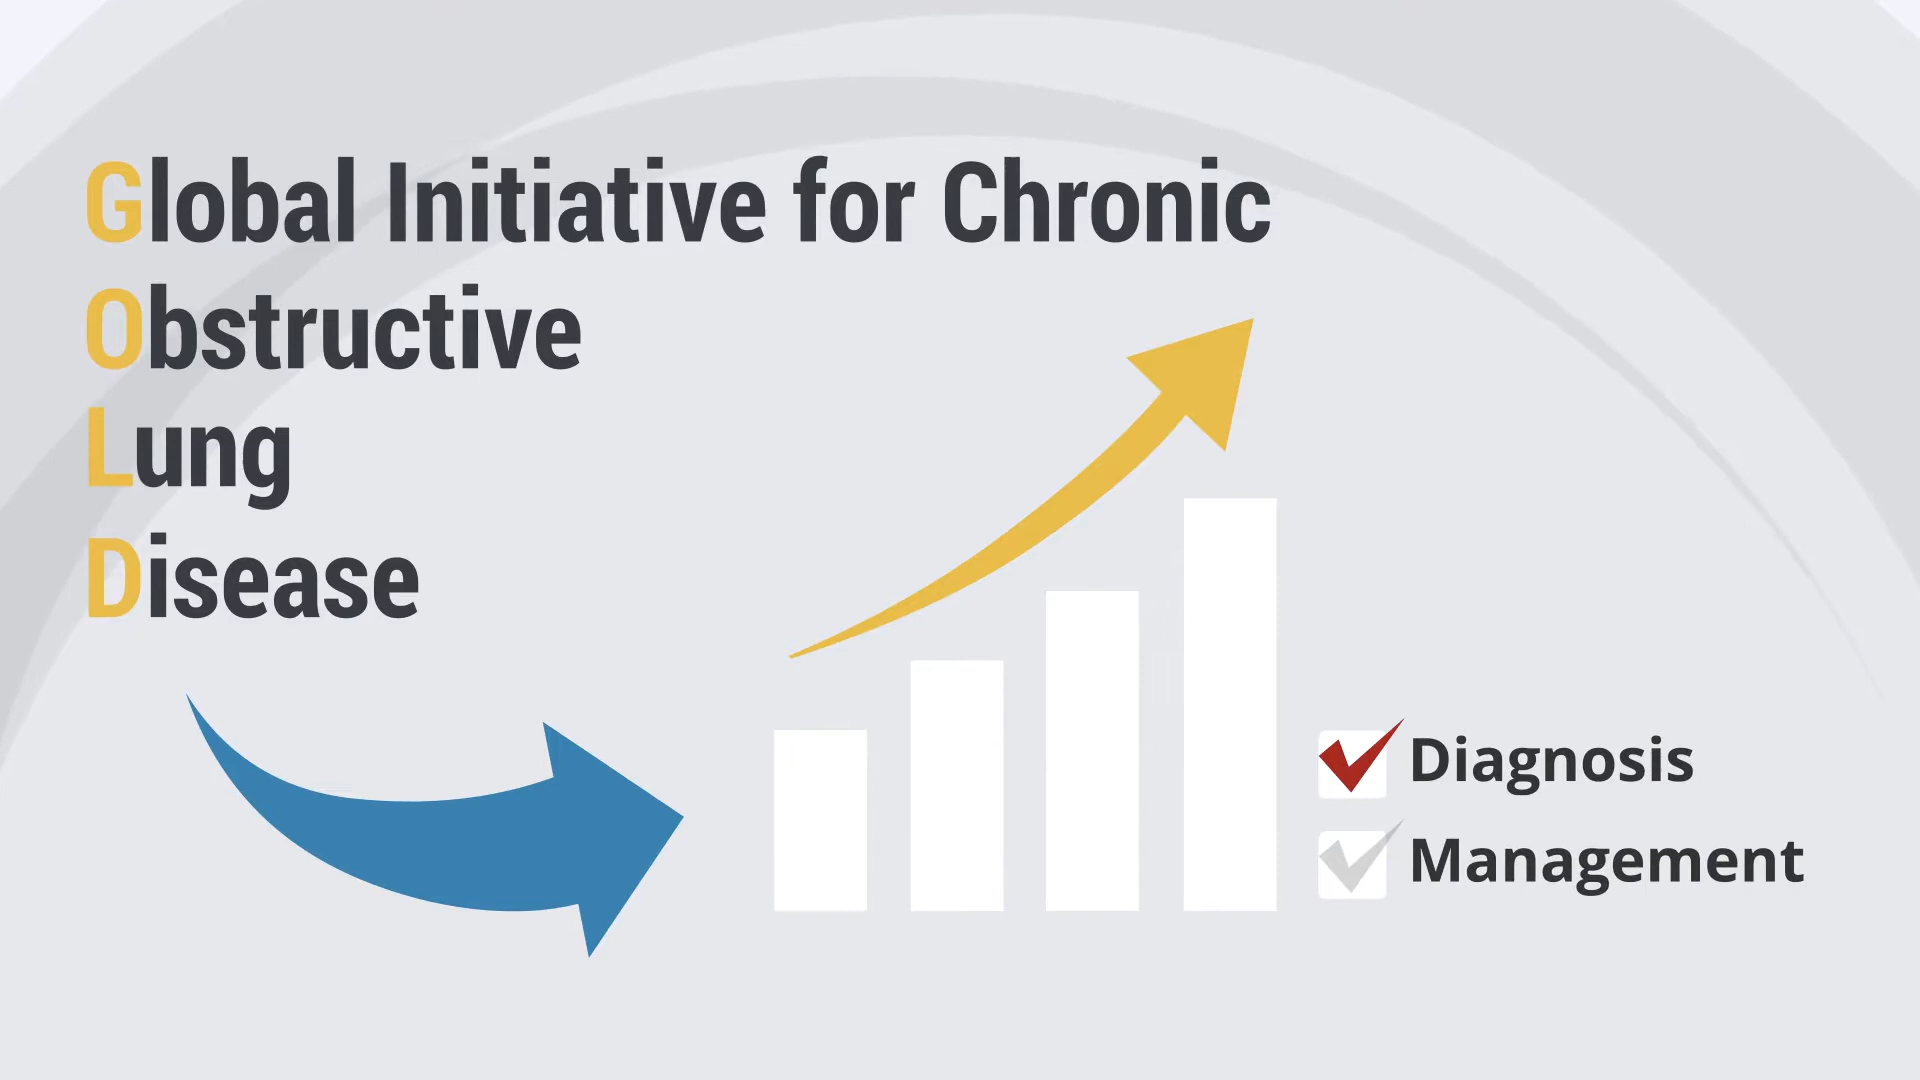 Global Initiative for Chronic
Obstructive
Lung
Disease
Diagnosis
Management